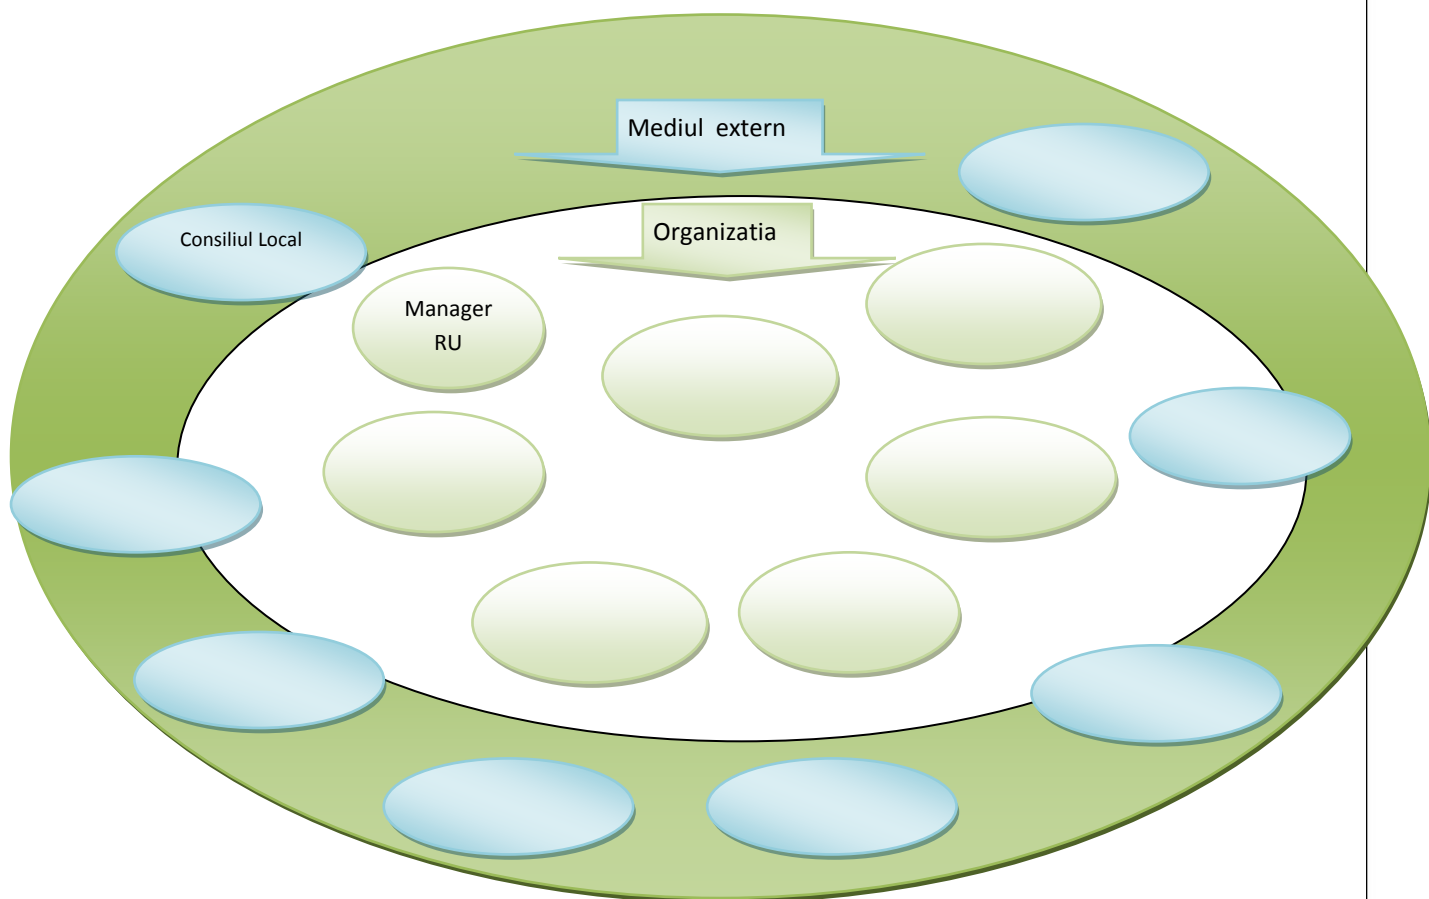 Mediul  extern
Consiliul Local
Organizatia
Manager
RU